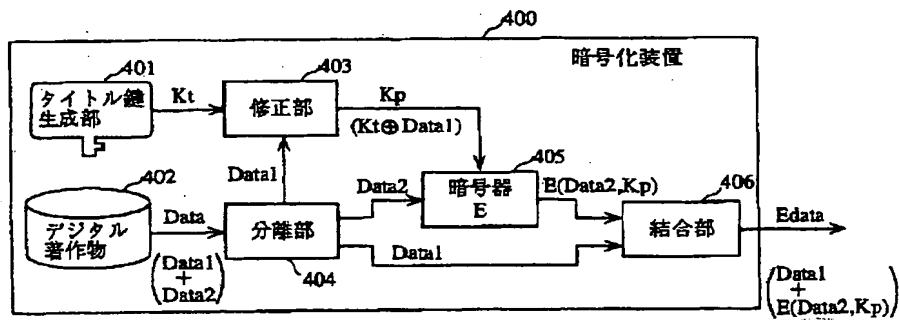 400
暗号化装置
401
タイトル鍵
生成部
Kt
403
修正部
Kp
(Kt⊕Data1)
Data1
402
デジタル
著作物
Data
(Data1
+
Data2)
分離部
404
Data2
Data1
405
暗号器
E
E(Data2,Kp)
406
結合部
Edata
(Data1
+
E(Data2,Kp))